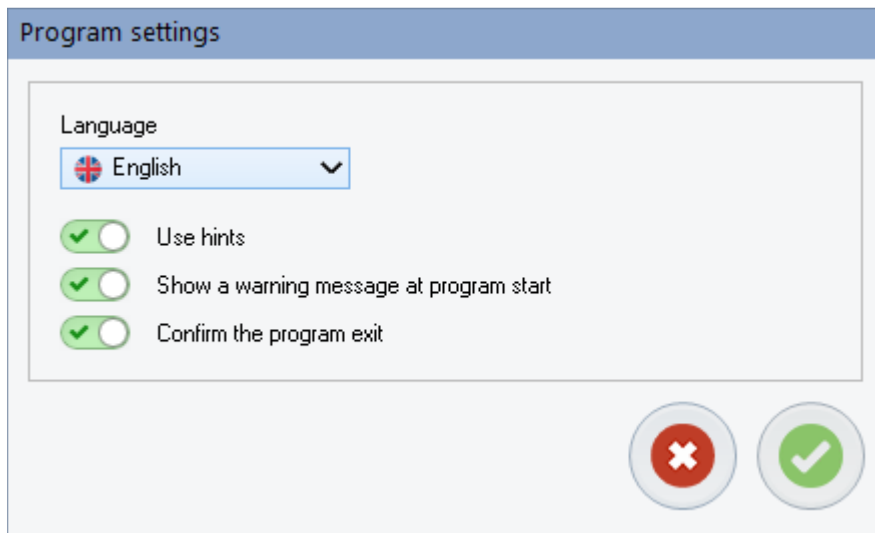 Program settings
Language
English
Use hints
Show a warning message at program start
Confirm the program exit